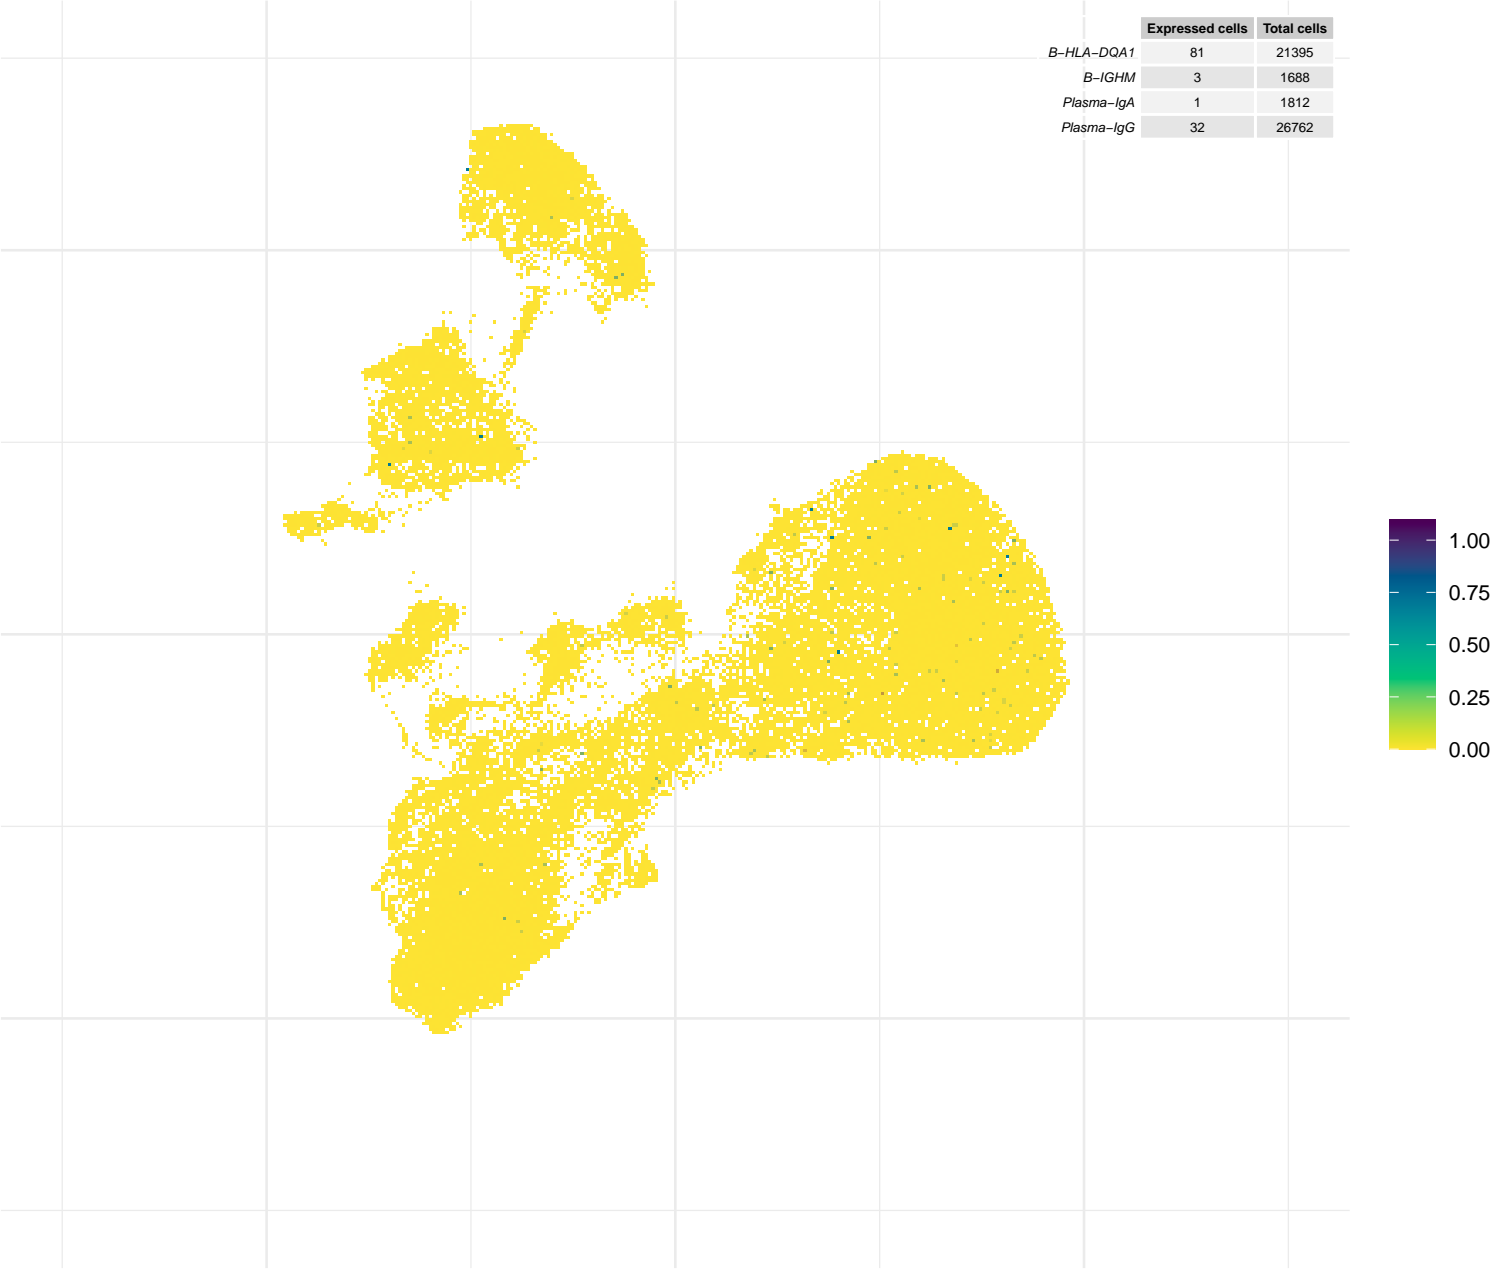 Expressed cells Total cells
B−HLA−DQA1 81 21395
B−IGHM 3 1688
Plasma−IgA 1 1812
Plasma−IgG 32 26762
1.00
0.75
0.50
0.25
0.00